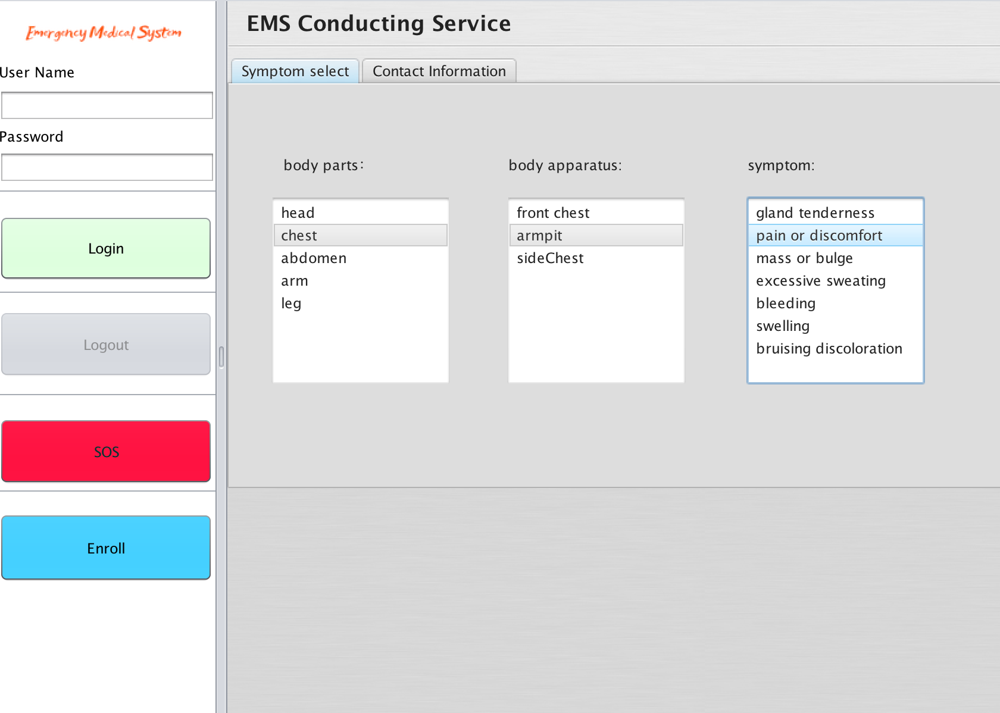 Emergency Medical System
User Name
Password
Login
Logout
SOS
Enroll
EMS Conducting Service
Symptom select
Contact Information
body parts:
head
chest
abdomen
arm
leg
body apparatus:
front chest
armpit
sideChest
symptom:
gland tenderness
pain or discomfort
mass or bulge
excessive sweating
bleeding
swelling
bruising discoloration